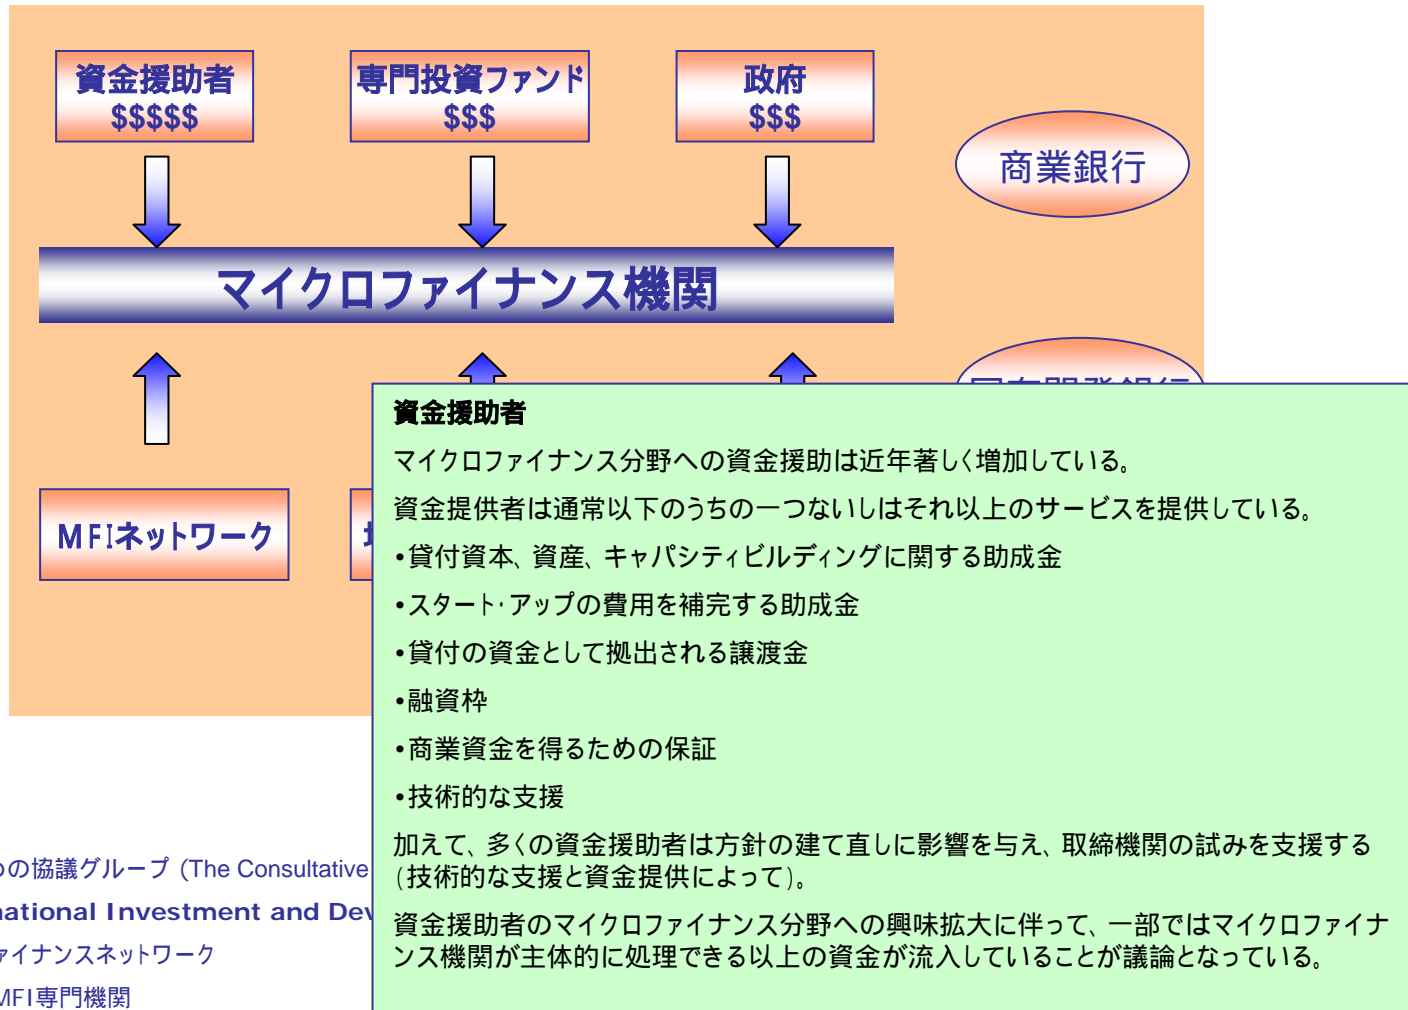 資金援助者
$$$$$
専門投資ファンド
$$$
政府
$$$
商業銀行
マイクロファイナンス機関
MFIネットワーク
資金援助者
マイクロファイナンス分野への資金援助は近年著しく増加している。
資金提供者は通常以下のうちの一つないしはそれ以上のサービスを提供している。
•貸付資本、資産、キャパシティビルディングに関する助成金
•スタート・アップの費用を補完する助成金
•貸付の資金として拠出される譲渡金
•融資枠
•商業資金を得るための保証
•技術的な支援
加えて、多くの資金援助者は方針の建て直しに影響を与え、取締機関の試みを支援する
(技術的な支援と資金提供によって)。
資金援助者のマイクロファイナンス分野への興味拡大に伴って、一部ではマイクロファイナ
ンス機関が主体的に処理できる以上の資金が流入していることが議論となっている。
の協議グループ (The Consultative
national Investment and Dev
ァイナンスネットワーク
MFI専門機関